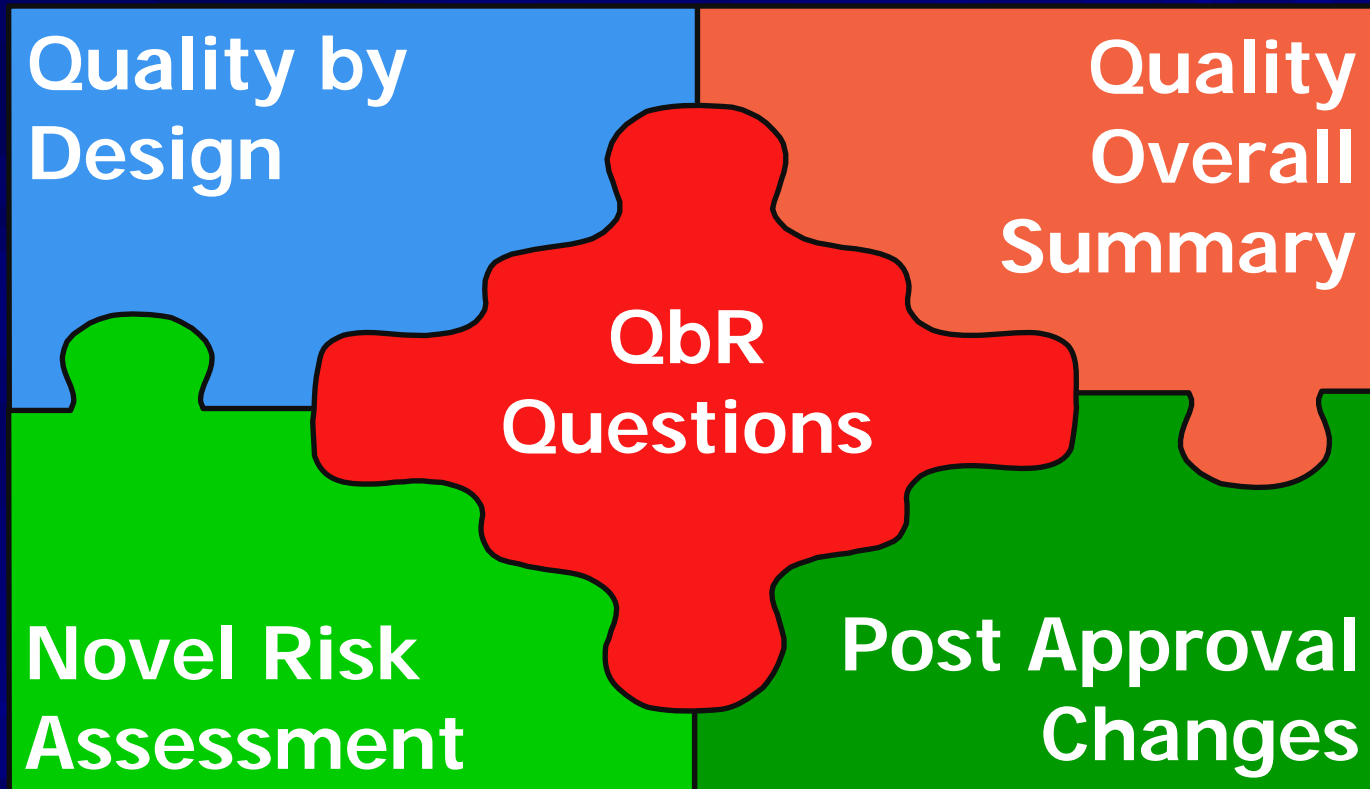 Quality by
Design
Quality
Overall
Summary
QbR
Questions
Novel Risk
Assessment
Post Approval
Changes